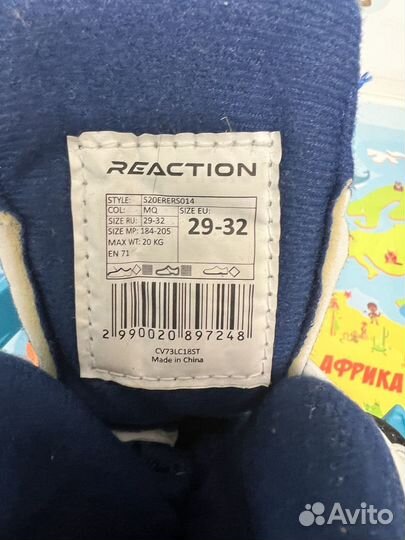 REACTION
STYLE: S20ERERS014
COL: MQ SIZE EU:
SIZE RU: 29-32 29-32
SIZE MP: 184-205
MAX WT: 20 KG
EN 71
2 990020 897248
CV73LC18ST
Made in China
АФРИКА
Avito